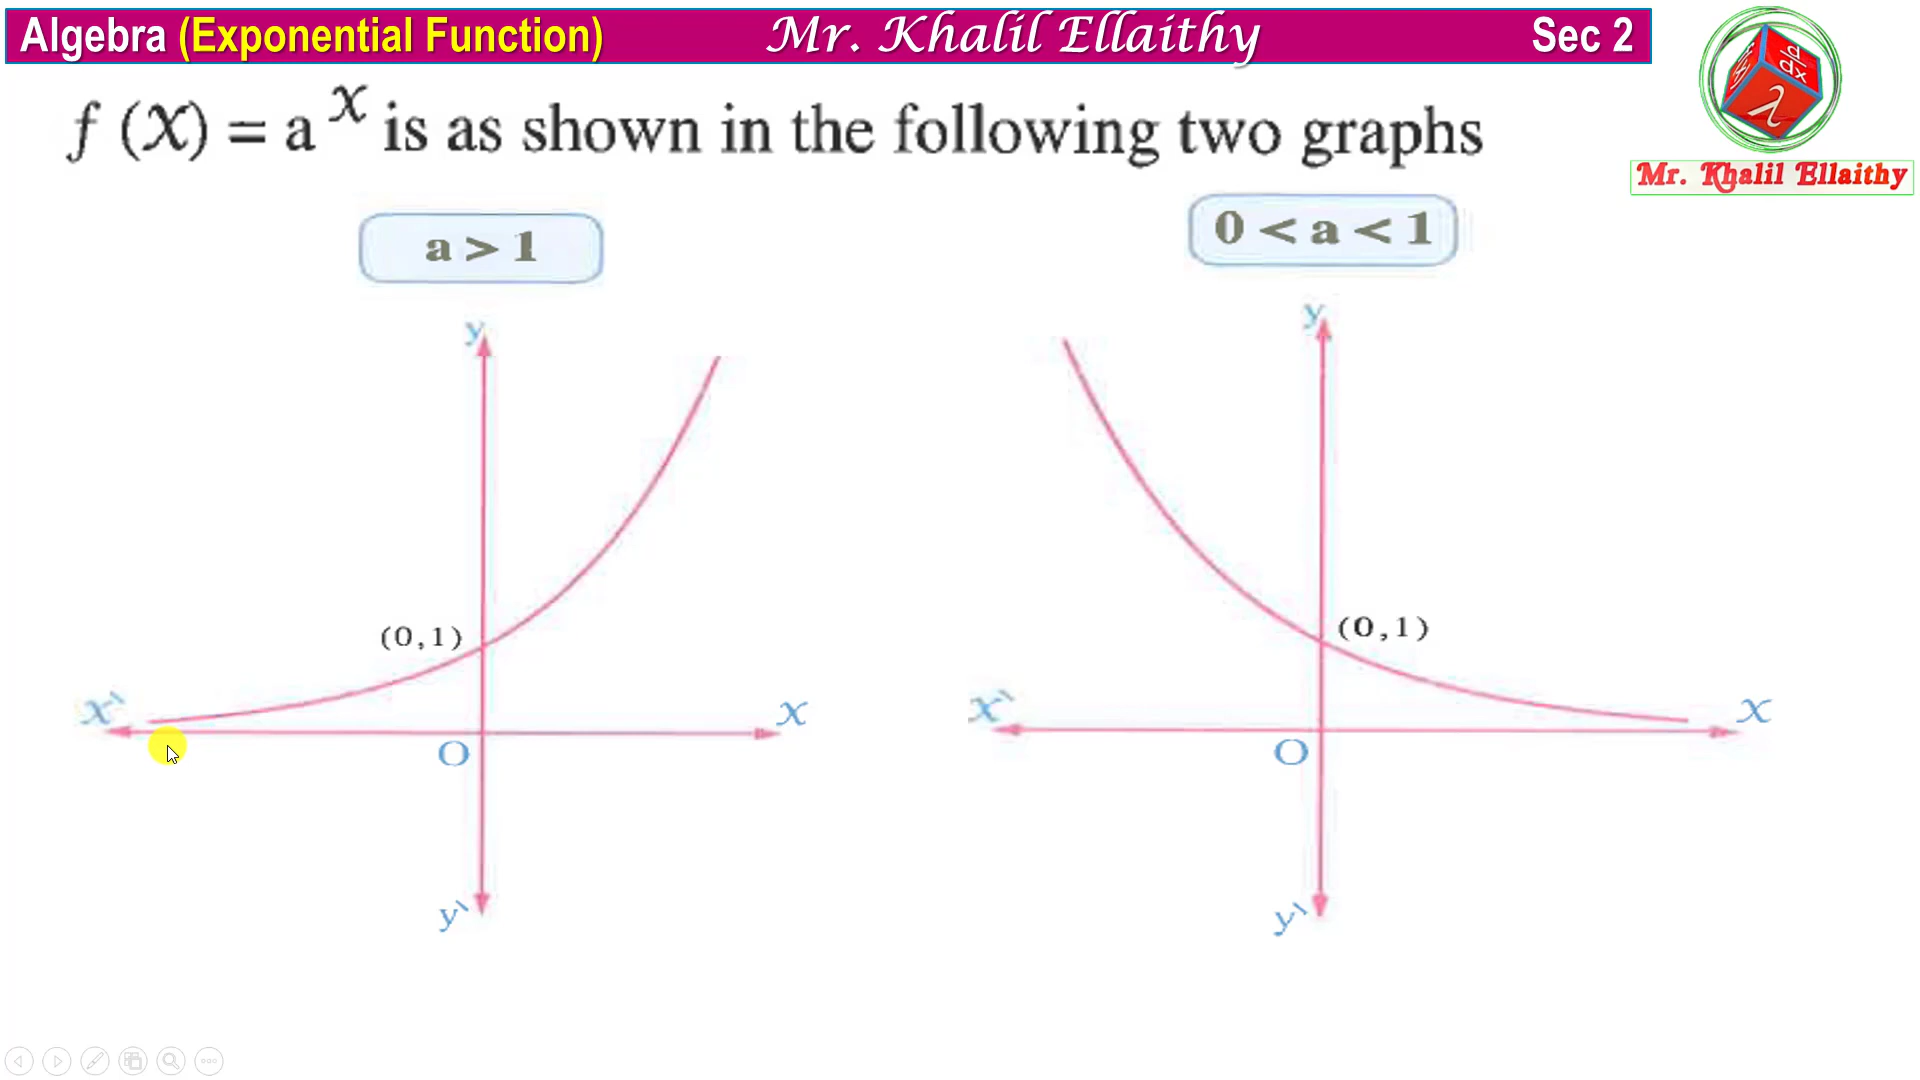 Algebra (Exponential Function) Mr. Khalil Ellaithy Sec 2
f (x) = a^x is as shown in the following two graphs
Mr. Khalil Ellaithy
a > 1
0 < a < 1
y
(0,1)
x`
x
O
y`
y
(0,1)
x`
x
O
y`
d
dx
λ